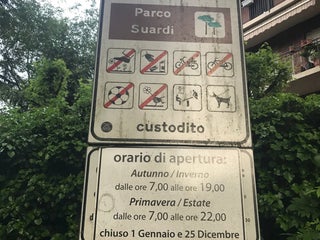 Parco
Suardi
custodito
orario di apertura:
Autunno / Inverno
dalle ore 7,00 alle ore 19,00
Primavera / Estate
dalle ore 7,00 alle ore 22,00
chiuso 1 Gennaio e 25 Dicembre